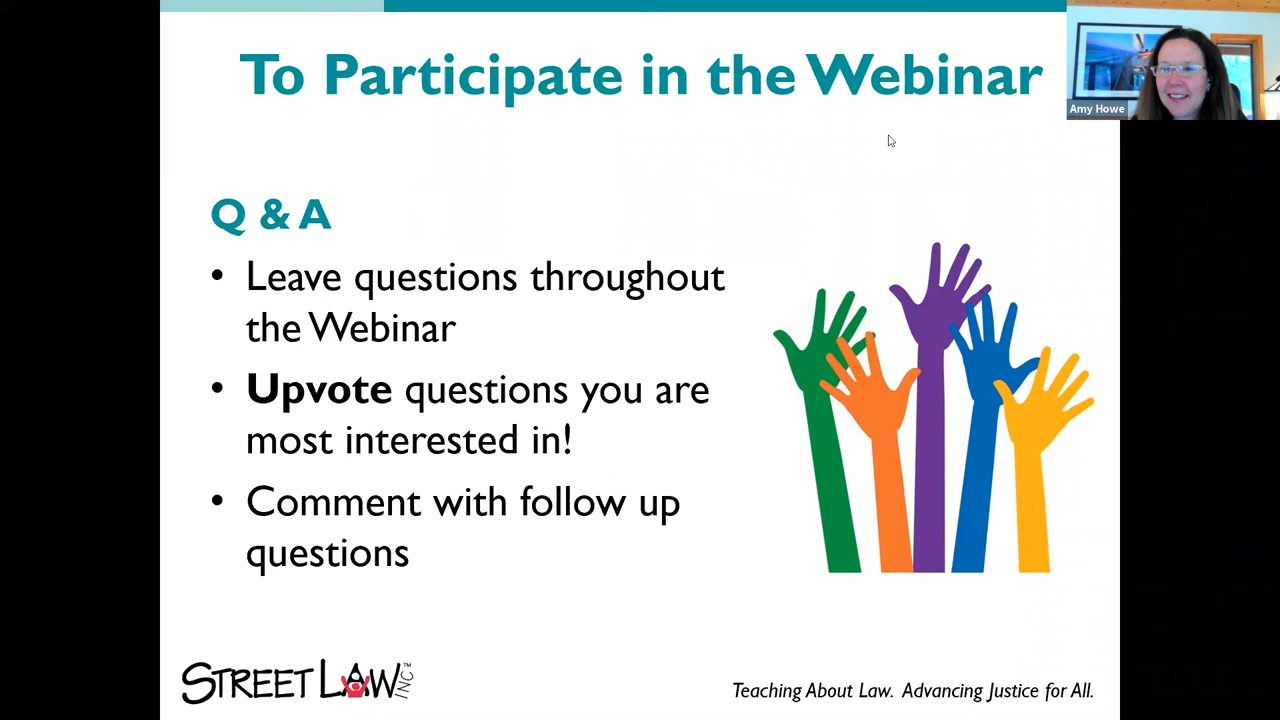 To Participate in the Webinar
Amy Howe
Q & A
• Leave questions throughout
the Webinar
• Upvote questions you are
most interested in!
• Comment with follow up
questions
STREET LAW INC™
Teaching About Law. Advancing Justice for All.